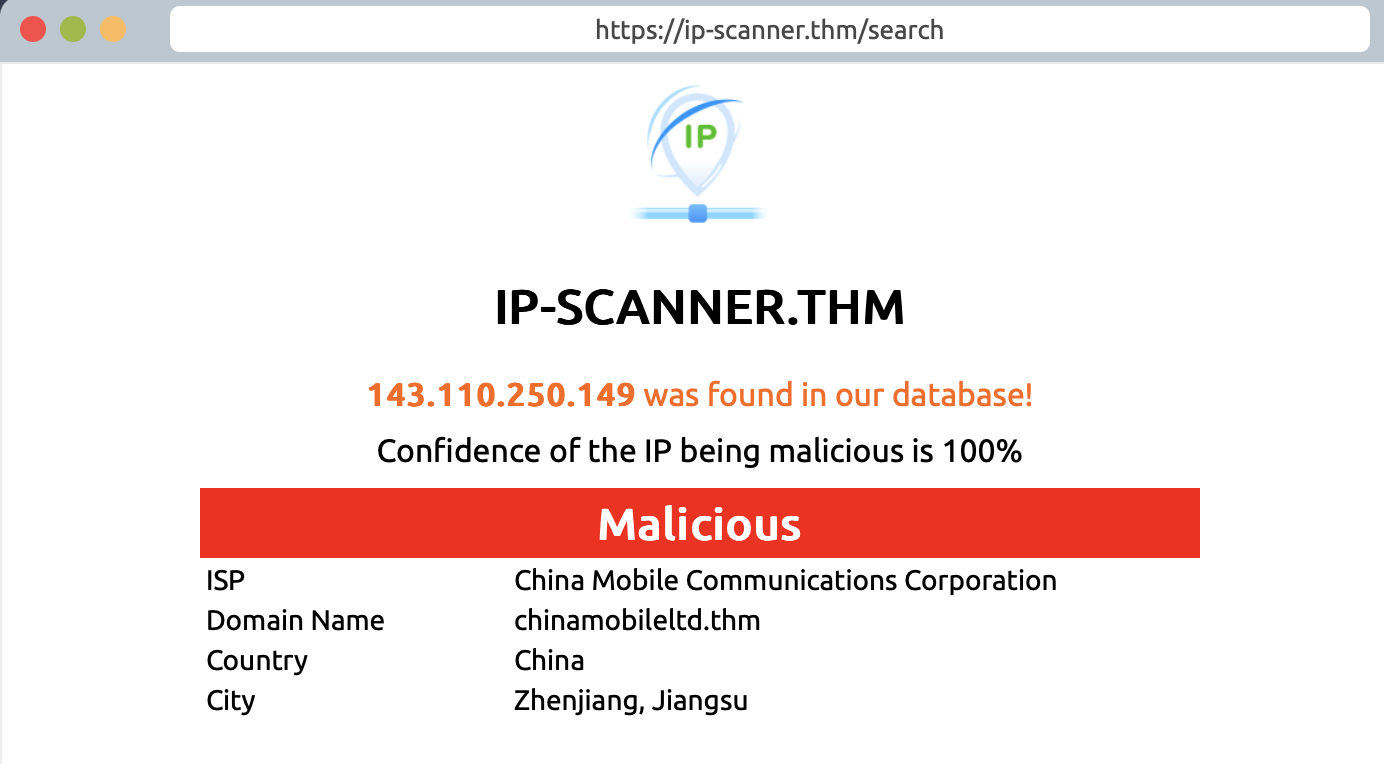 https://ip-scanner.thm/search
IP
IP-SCANNER.THM
143.110.250.149 was found in our database!
Confidence of the IP being malicious is 100%
Malicious
ISP China Mobile Communications Corporation
Domain Name chinamobileltd.thm
Country China
City Zhenjiang, Jiangsu